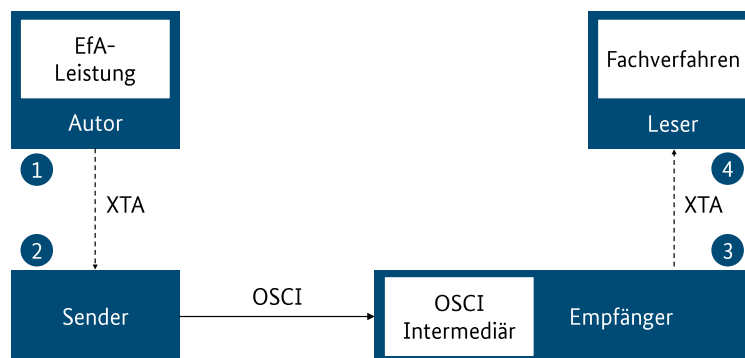 EfA-
Leistung
Autor
1
XTA
2
Sender
OSCI
OSCI
Intermediär
Empfänger
3
XTA
4
Fachverfahren
Leser